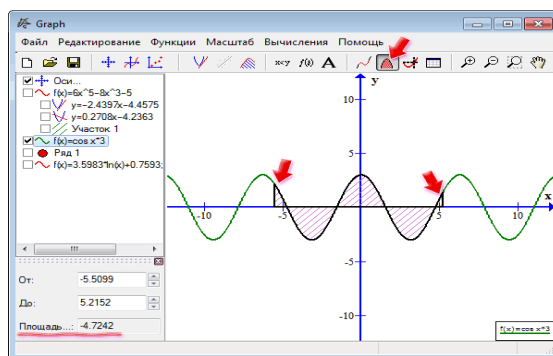 Graph
Файл Редактирование Функции Масштаб Вычисления Помощь
x=y f(x) A
Оси...
f(x)=6x^5-8x^3-5
y=-2.4397x-4.4575
y=0.2708x-4.2363
Участок 1
f(x)=cos x*3
Ряд 1
f(x)=3.5983*ln(x)+0.7593;
От: -5.5099
До: 5.2152
Площадь...: -4.7242
y
10
5
x
-10 -5 5 10
-5
-10
f(x)=cos x*3